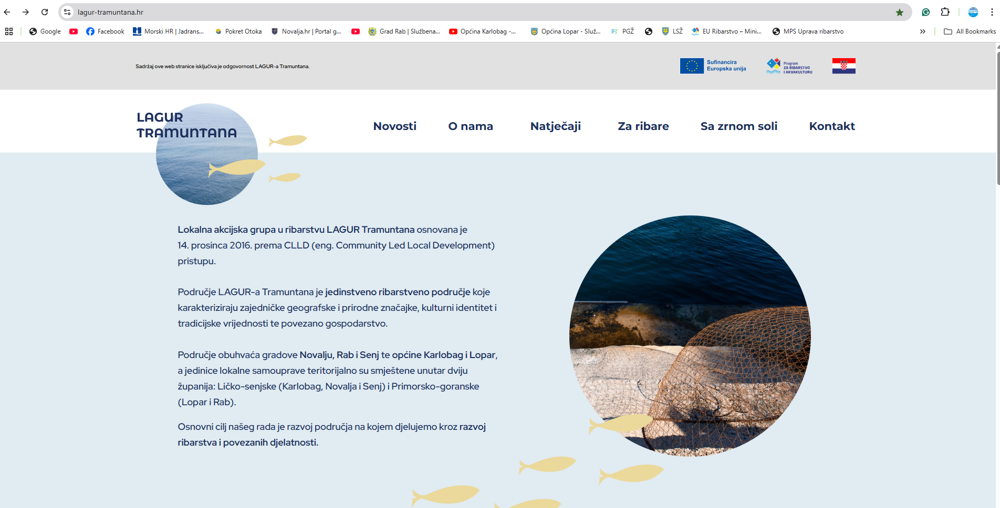 lagur-tramuntana.hr
Google
Facebook
Morski HR | Jadrans...
Pokret Otoka
Novalja.hr | Portal g...
Grad Rab | Službena...
Općina Karlobag -...
Općina Lopar - Služ...
PGŽ
LSŽ
EU Ribarstvo – Mini...
MPS Uprava ribarstvo
All Bookmarks
Sadržaj ove web stranice isključiva je odgovornost LAGUR-a Tramuntana.
Sufinancira
Europska unija
Program
ZA RIBARSTVO
I AKVAKULTURU
LAGUR
TRAMUNTANA
Novosti
O nama
Natječaji
Za ribare
Sa zrnom soli
Kontakt
Lokalna akcijska grupa u ribarstvu LAGUR Tramuntana osnovana je
14. prosinca 2016. prema CLLD (eng. Community Led Local Development)
pristupu.
Područje LAGUR-a Tramuntana je jedinstveno ribarstveno područje koje
karakteriziraju zajedničke geografske i prirodne značajke, kulturni identitet i
tradicijske vrijednosti te povezano gospodarstvo.
Područje obuhvaća gradove Novalju, Rab i Senj te općine Karlobag i Lopar,
a jedinice lokalne samouprave teritorijalno su smještene unutar dviju
županija: Ličko-senjske (Karlobag, Novalja i Senj) i Primorsko-goranske
(Lopar i Rab).
Osnovni cilj našeg rada je razvoj područja na kojem djelujemo kroz razvoj
ribarstva i povezanih djelatnosti.